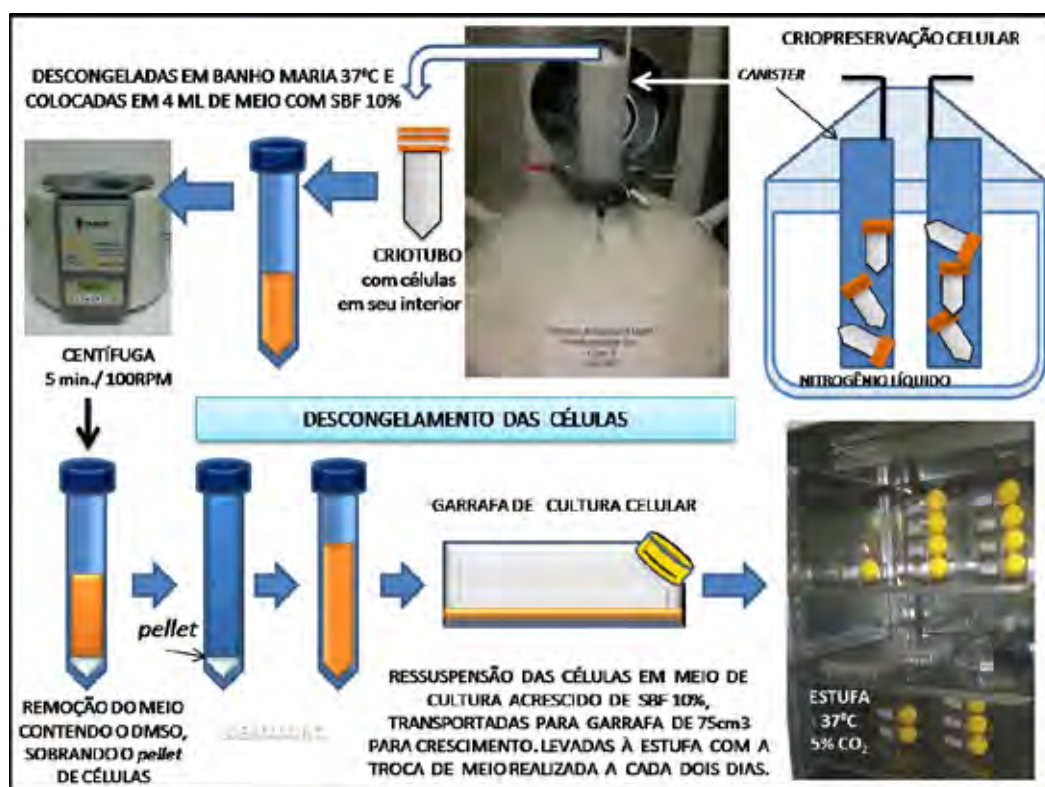 CRIOPRESERVAÇÃO CELULAR
CANISTER
NITROGÊNIO LÍQUIDO
DESCONGELADAS EM BANHO MARIA 37ºC E
COLOCADAS EM 4 ML DE MEIO COM SBF 10%
CRIOTUBO
com células
em seu interior
CENTÍFUGA
5 min./ 100RPM
DESCONGELAMENTO DAS CÉLULAS
pellet
GARRAFA DE CULTURA CELULAR
REMOÇÃO DO MEIO
CONTENDO O DMSO,
SOBRANDO O pellet
DE CÉLULAS
RESSUSPENSÃO DAS CÉLULAS EM MEIO DE
CULTURA ACRESCIDO DE SBF 10%,
TRANSPORTADAS PARA GARRAFA DE 75cm3
PARA CRESCIMENTO. LEVADAS À ESTUFA COM A
TROCA DE MEIO REALIZADA A CADA DOIS DIAS.
ESTUFA
37ºC
5% CO₂